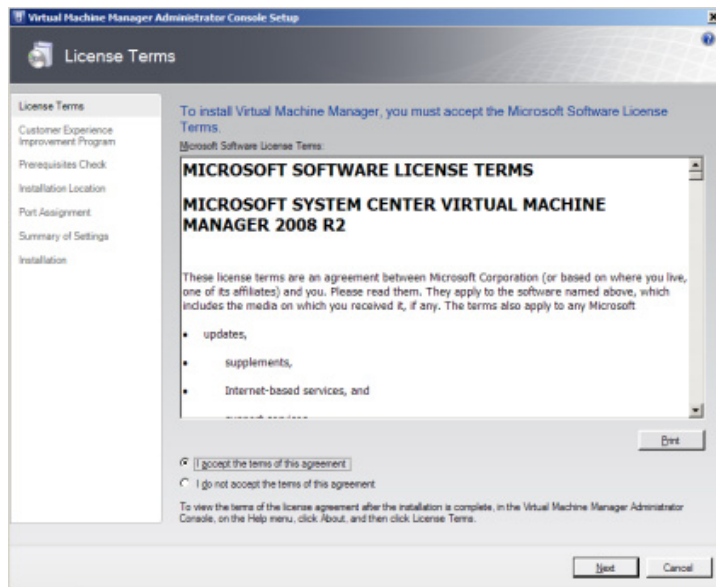 Virtual Machine Manager Administrator Console Setup
License Terms
License Terms
Customer Experience
Improvement Program
Prerequisites Check
Installation Location
Port Assignment
Summary of Settings
Installation
To install Virtual Machine Manager, you must accept the Microsoft Software License
Terms.
Microsoft Software License Terms:
MICROSOFT SOFTWARE LICENSE TERMS
MICROSOFT SYSTEM CENTER VIRTUAL MACHINE
MANAGER 2008 R2
These license terms are an agreement between Microsoft Corporation (or based on where you live,
one of its affiliates) and you. Please read them. They apply to the software named above, which
includes the media on which you received it, if any. The terms also apply to any Microsoft
• updates,
• supplements,
• Internet-based services, and
Print
I accept the terms of this agreement
I do not accept the terms of this agreement
To view the terms of the license agreement after the installation is complete, in the Virtual Machine Manager Administrator
Console, on the Help menu, click About, and then click License Terms.
Next
Cancel